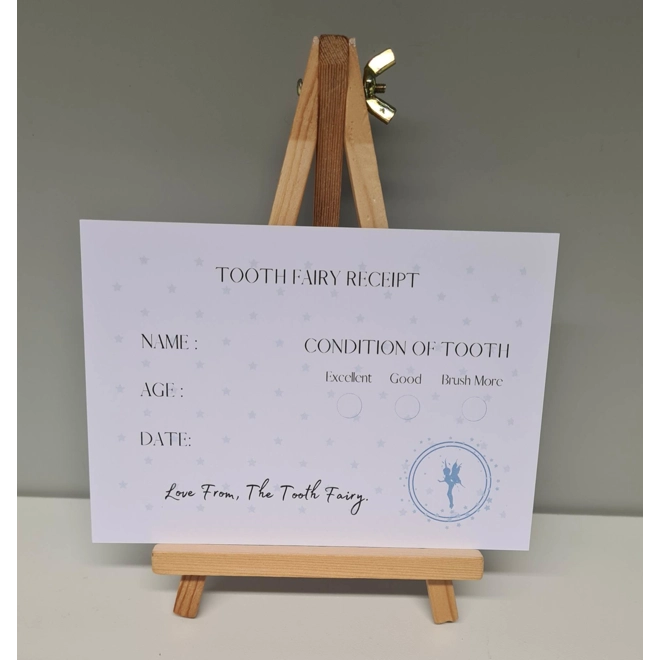 TOOTH FAIRY RECEIPT
NAME :
AGE :
DATE:
CONDITION OF TOOTH
Excellent Good Brush More
Love From, The Tooth Fairy.